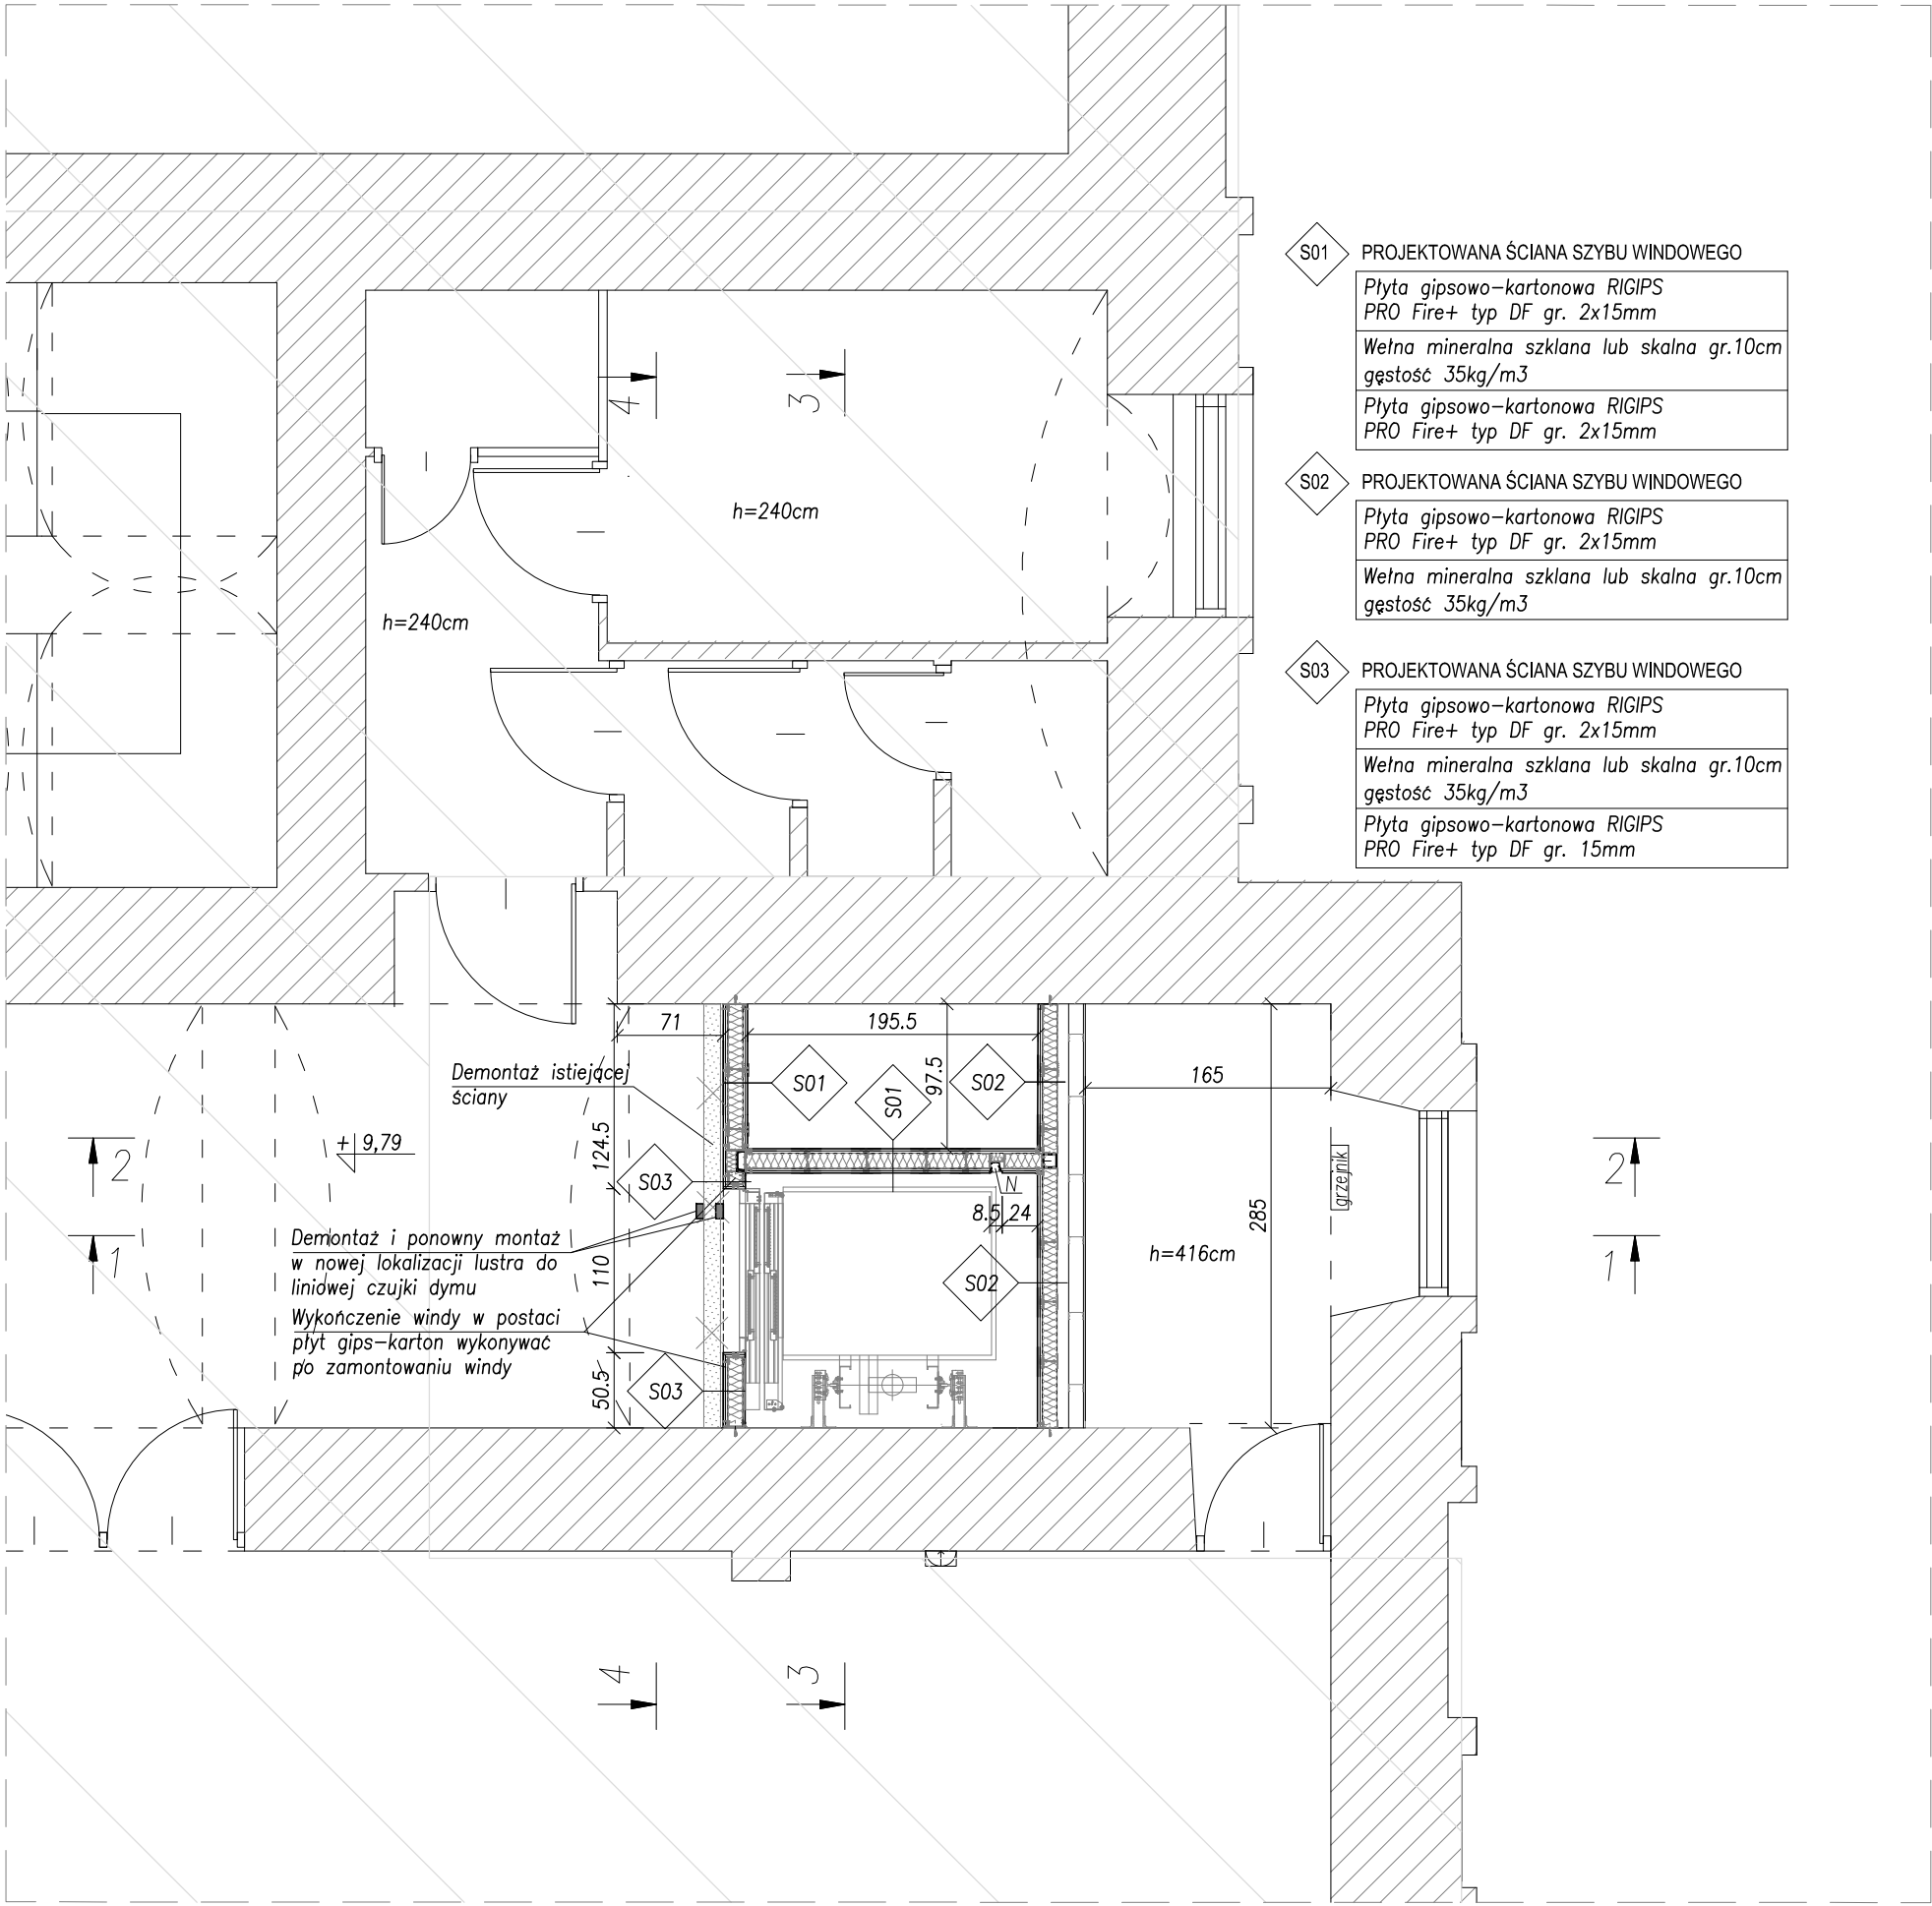 S01
PROJEKTOWANA ŚCIANA SZYBU WINDOWEGO
Płyta gipsowo-kartonowa RIGIPS
PRO Fire+ typ DF gr. 2x15mm
Wełna mineralna szklana lub skalna gr.10cm
gęstość 35kg/m3
Płyta gipsowo-kartonowa RIGIPS
PRO Fire+ typ DF gr. 2x15mm
S02
PROJEKTOWANA ŚCIANA SZYBU WINDOWEGO
Płyta gipsowo-kartonowa RIGIPS
PRO Fire+ typ DF gr. 2x15mm
Wełna mineralna szklana lub skalna gr.10cm
gęstość 35kg/m3
S03
PROJEKTOWANA ŚCIANA SZYBU WINDOWEGO
Płyta gipsowo-kartonowa RIGIPS
PRO Fire+ typ DF gr. 2x15mm
Wełna mineralna szklana lub skalna gr.10cm
gęstość 35kg/m3
Płyta gipsowo-kartonowa RIGIPS
PRO Fire+ typ DF gr. 15mm
4
3
h=240cm
h=240cm
71
195.5
97.5
S01
S01
S02
165
Demontaż istiejącej
ściany
124.5
+ 9,79
2
S03
N
grzejnik
2
8.5
24
285
Demontaż i ponowny montaż
w nowej lokalizacji lustra do
liniowej czujki dymu
1
110
S02
h=416cm
1
Wykończenie windy w postaci
płyt gips-karton wykonywać
po zamontowaniu windy
50.5
S03
4
3